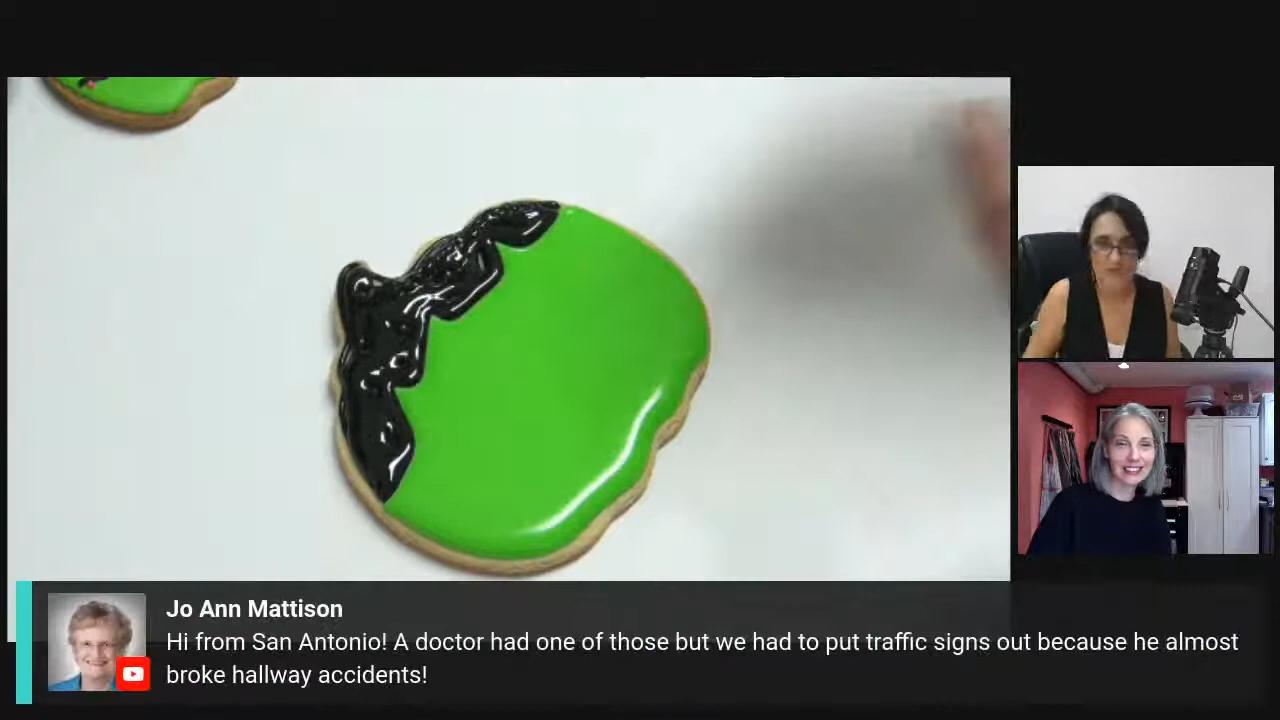 Jo Ann Mattison
Hi from San Antonio! A doctor had one of those but we had to put traffic signs out because he almost
broke hallway accidents!